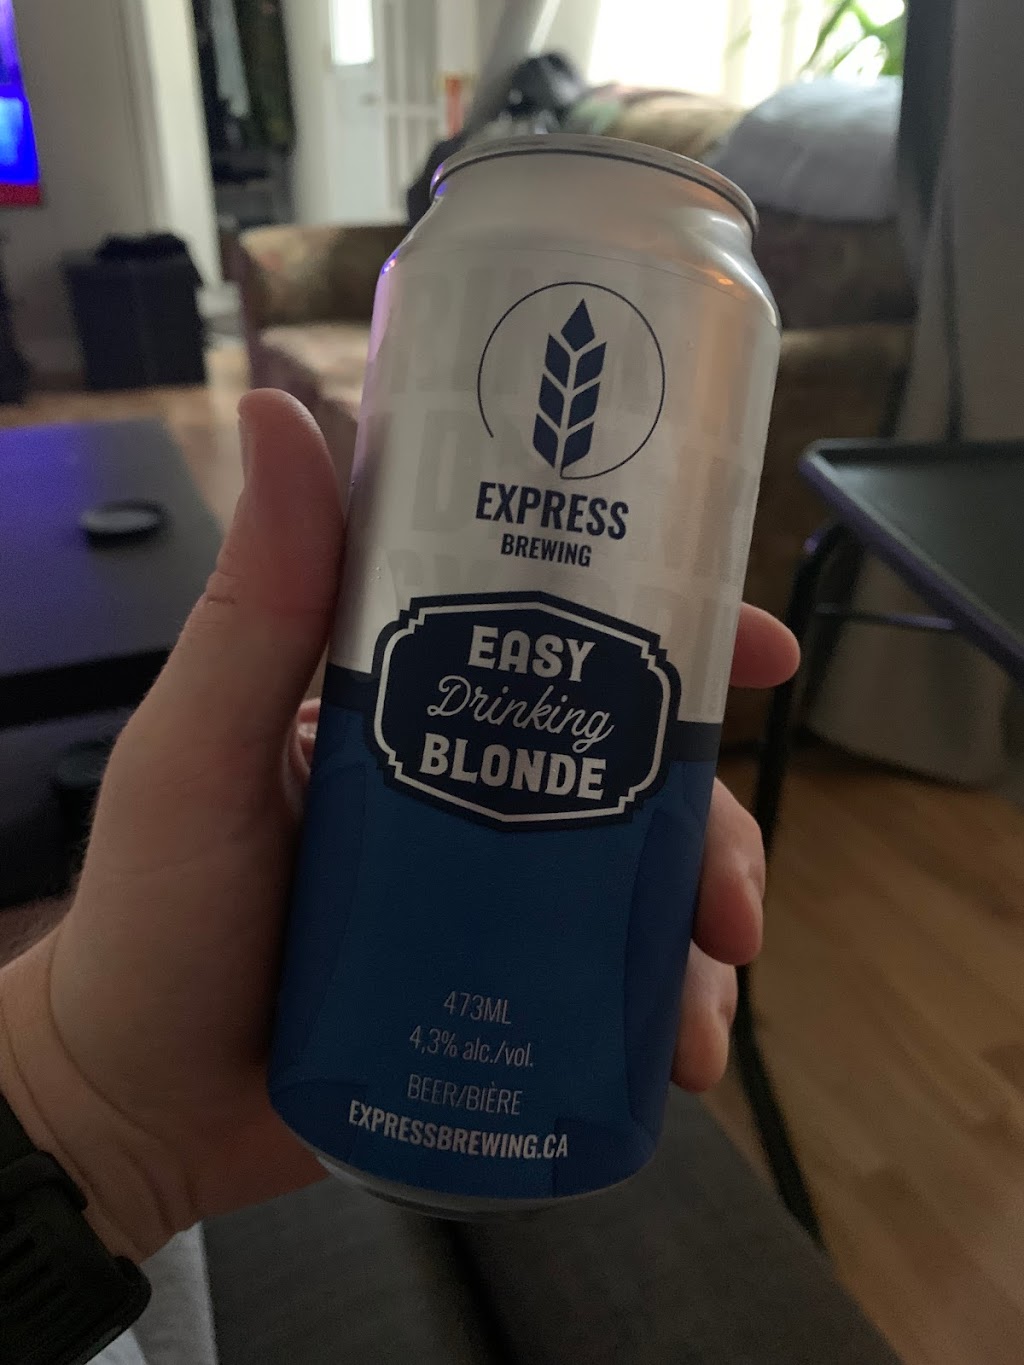 EXPRESS
BREWING
EASY
Drinking
BLONDE
473ML
4,3% alc./vol.
BEER/BIÈRE
EXPRESSBREWING.CA